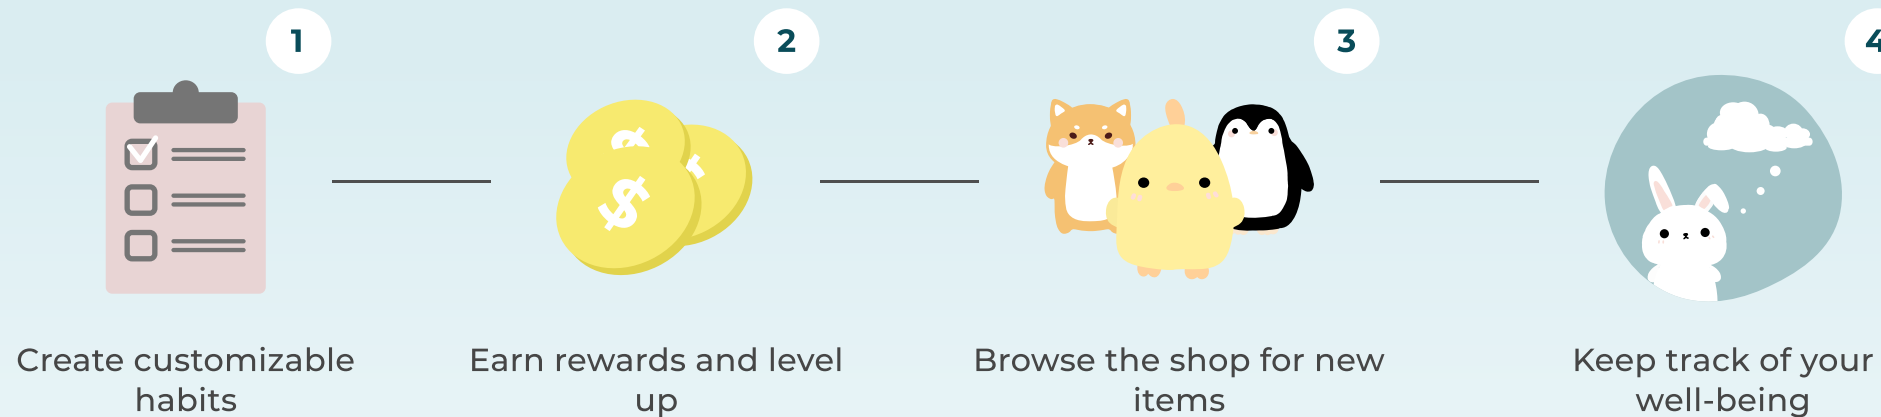 1
2
3
4
Create customizable
habits
Earn rewards and level
up
Browse the shop for new
items
Keep track of your
well-being